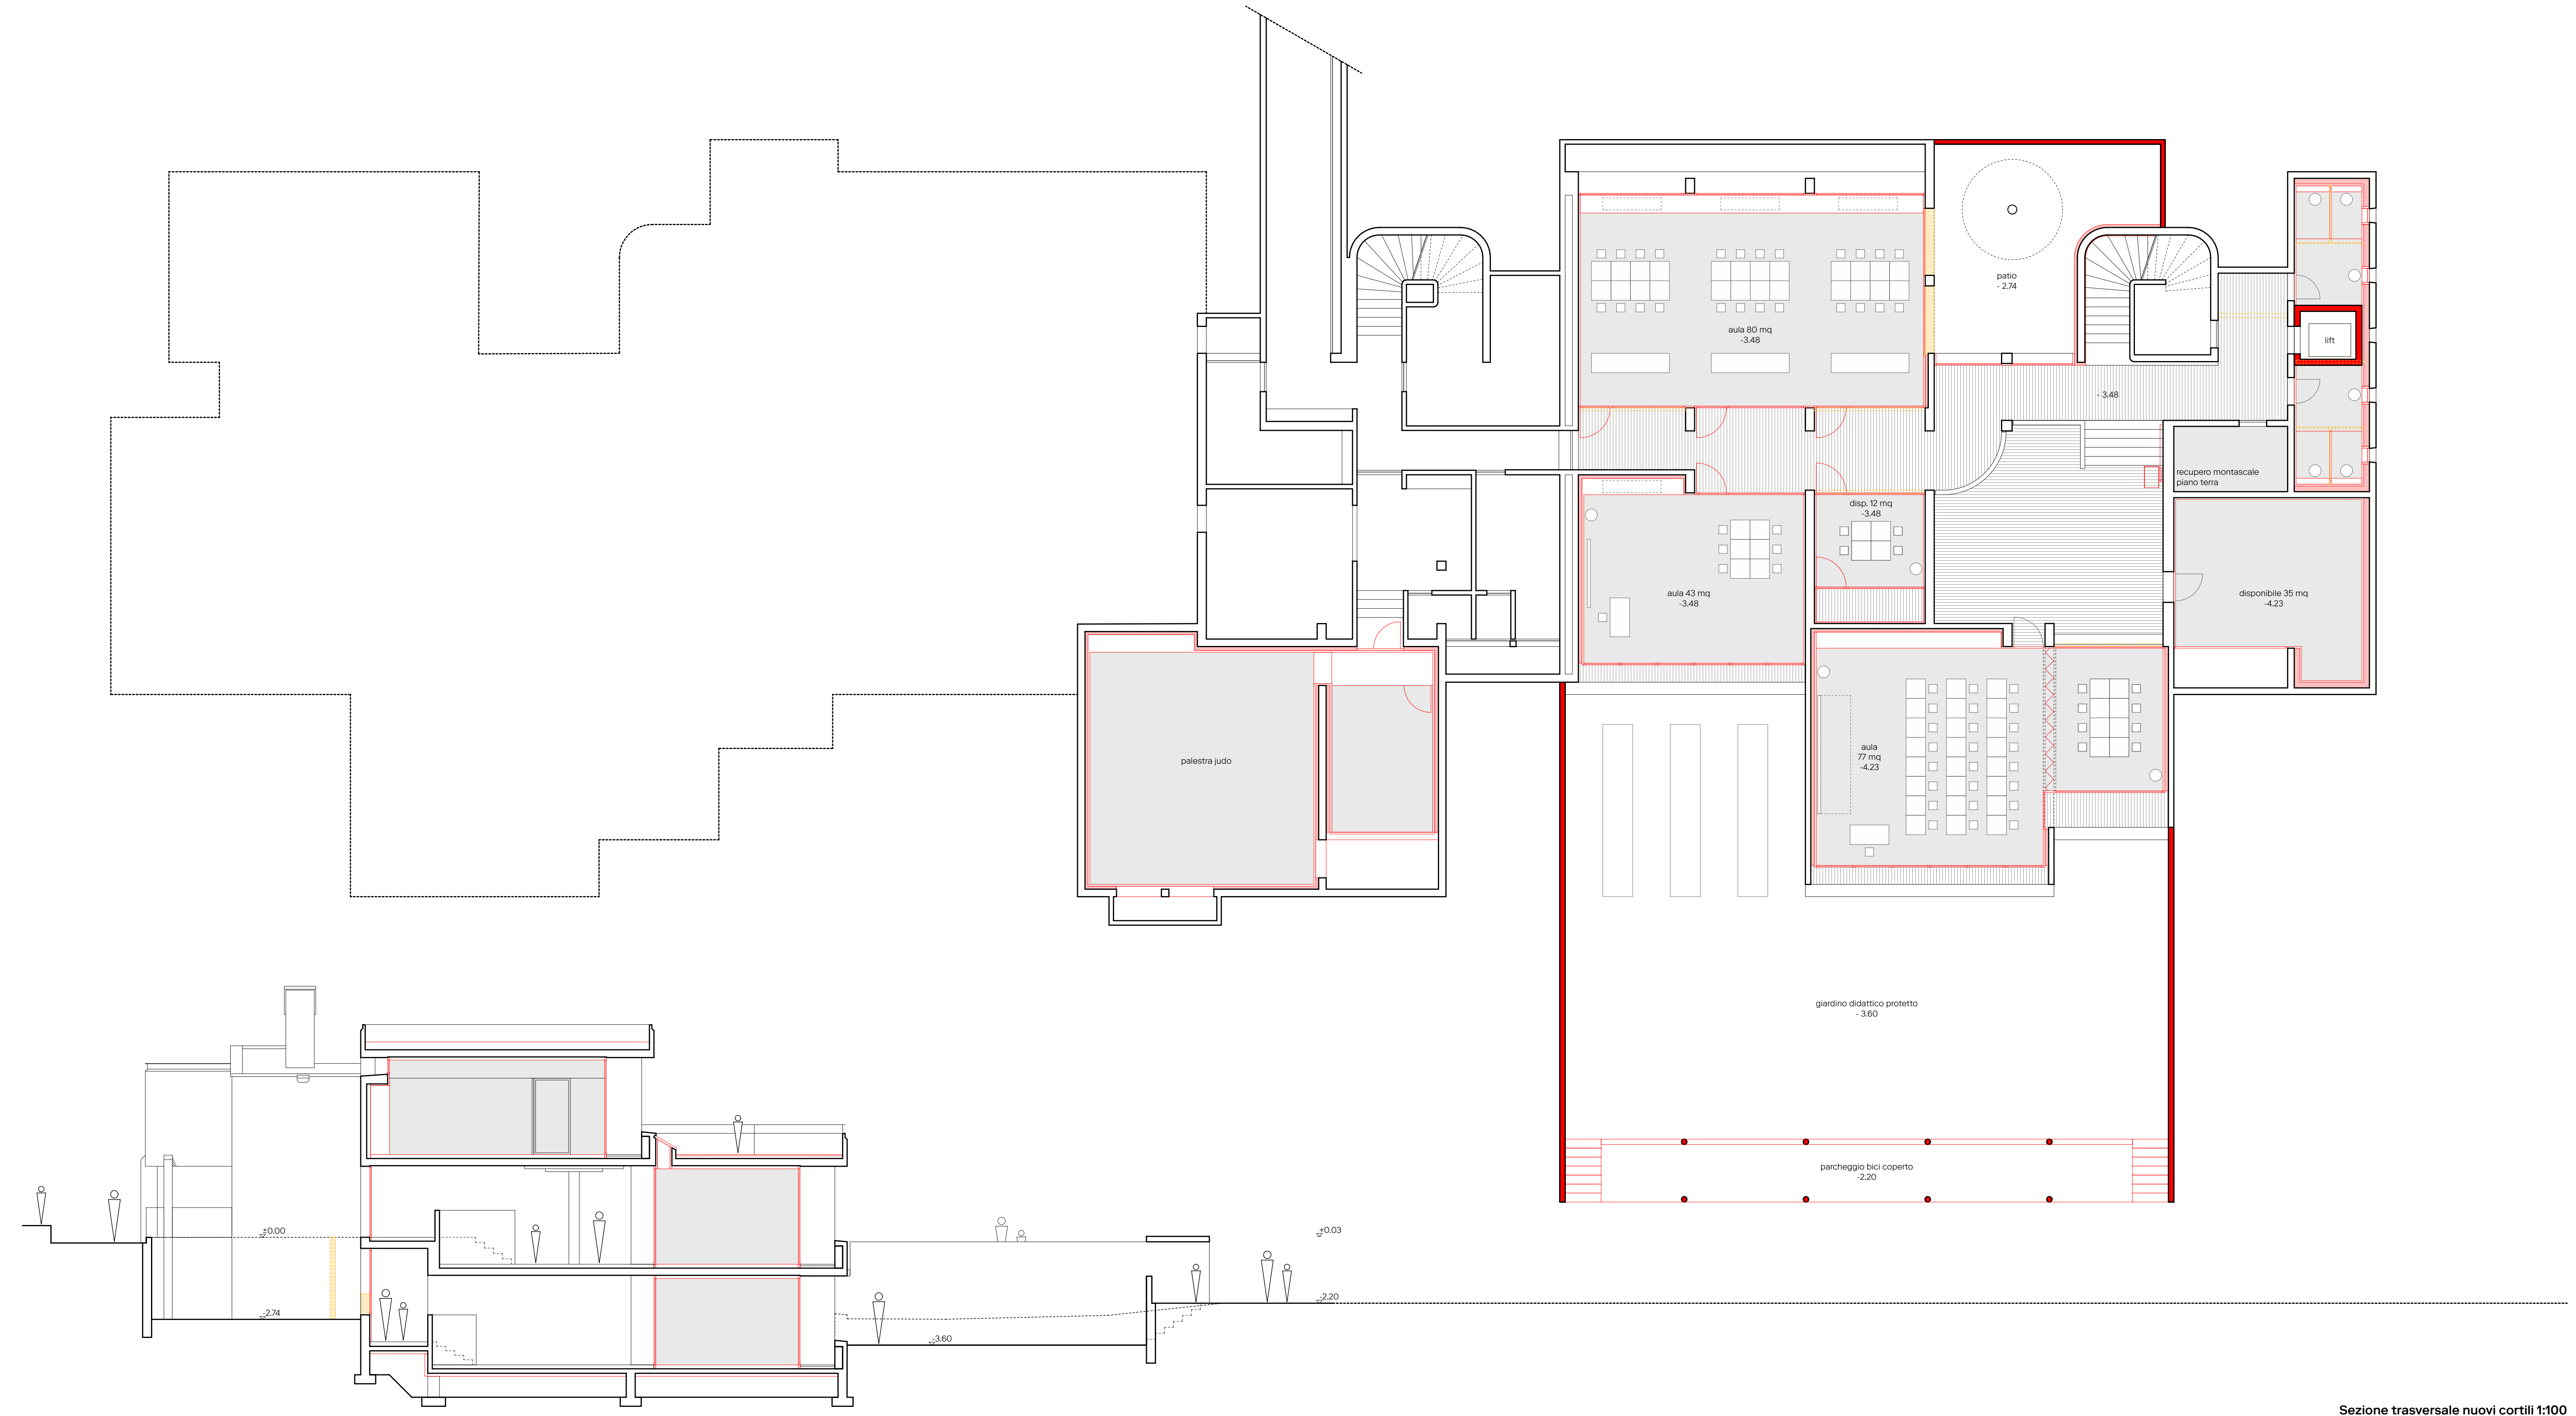 patio
- 2.74
aula 80 mq
-3.48
lift
- 3.48
recupero montascale
piano terra
disp. 12 mq
-3.48
aula 43 mq
-3.48
disponibile 35 mq
-4.23
palestra judo
aula
77 mq
-4.23
giardino didattico protetto
- 3.60
parcheggio bici coperto
-2.20
±0.00
+0.03
-2.74
-2.20
-3.60
Sezione trasversale nuovi cortili 1:100